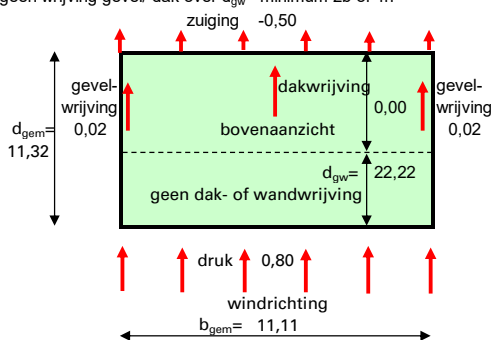 geen wrijving gevel/ dak over dgw= minimum 2b of 4h
zuiging -0,50
gevel- dakwrijving gevel-
wrijving 0,00 wrijving
0,02 0,02
dgem=
11,32
bovenaanzicht
dgw= 22,22
geen dak- of wandwrijving
druk 0,80
windrichting
bgem= 11,11